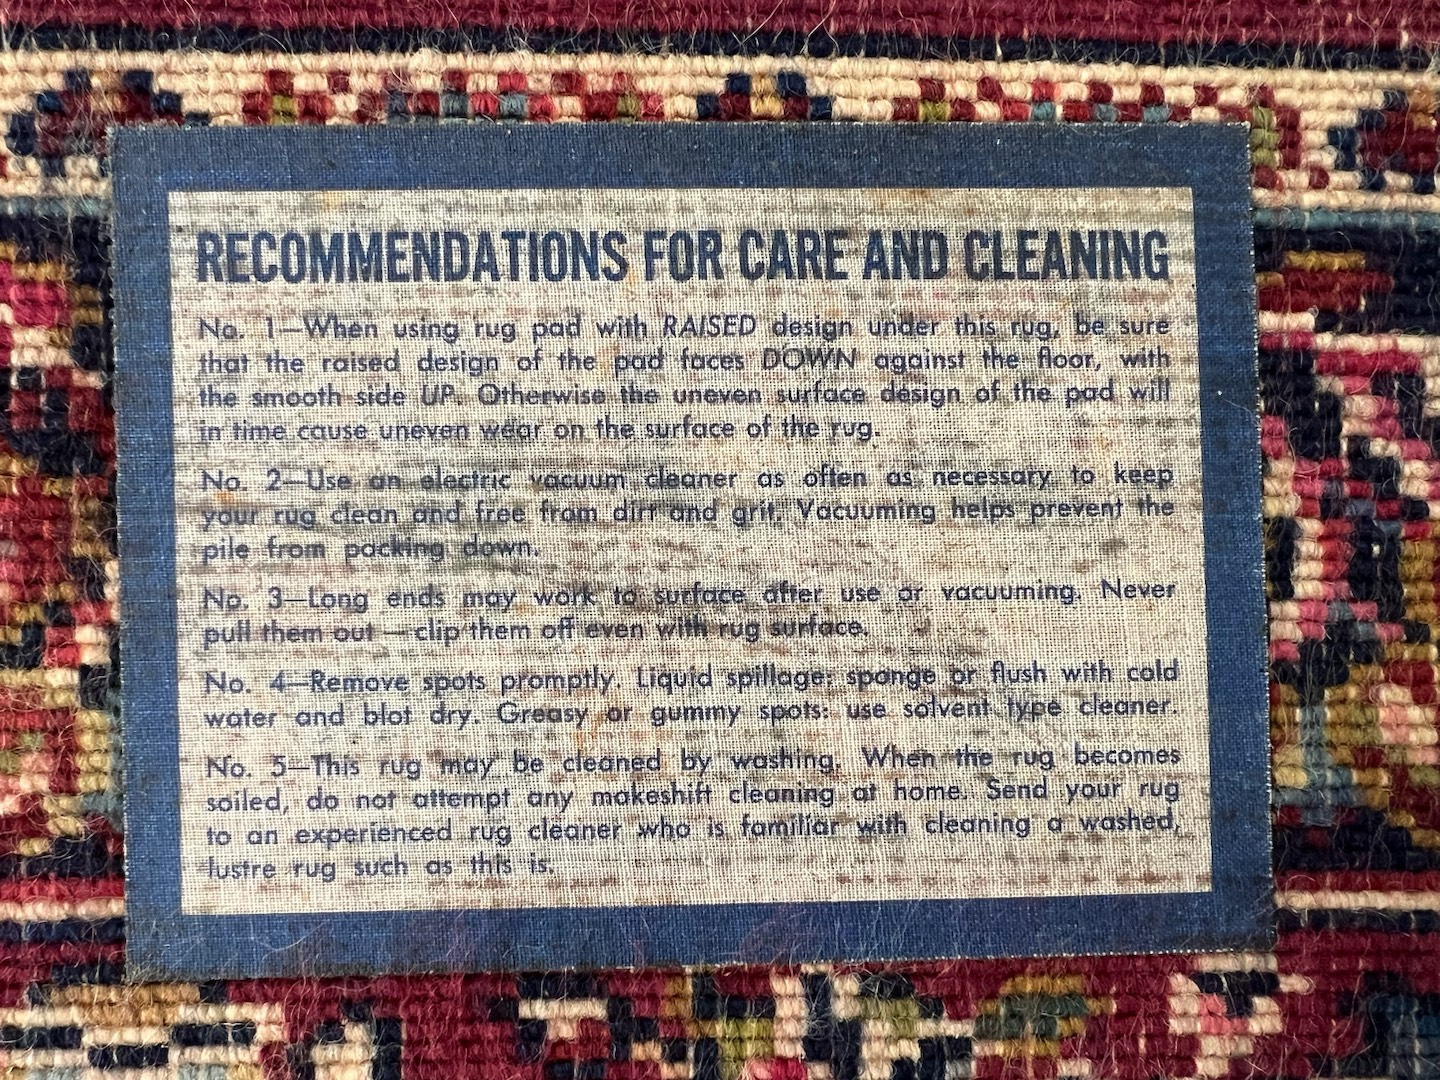 RECOMMENDATIONS FOR CARE AND CLEANING
No. 1—When using rug pad with RAISED design under this rug, be sure
that the raised design of the pad faces DOWN against the floor, with
the smooth side UP. Otherwise the uneven surface design of the pad will
in time cause uneven wear on the surface of the rug.
No. 2—Use an electric vacuum cleaner as often as necessary to keep
your rug clean and free from dirt and grit. Vacuuming helps prevent the
pile from packing down.
No. 3—Long ends may work to surface after use or vacuuming. Never
pull them out — clip them off even with rug surface.
No. 4—Remove spots promptly. Liquid spillage: sponge or flush with cold
water and blot dry. Greasy or gummy spots: use solvent type cleaner.
No. 5—This rug may be cleaned by washing. When the rug becomes
soiled, do not attempt any makeshift cleaning at home. Send your rug
to an experienced rug cleaner who is familiar with cleaning a washed,
lustre rug such as this is.